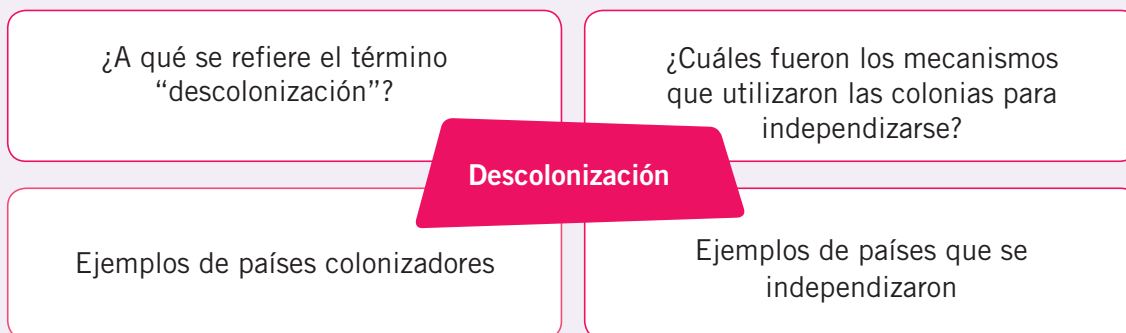 ¿A qué se refiere el término
“descolonización”?
¿Cuáles fueron los mecanismos
que utilizaron las colonias para
independizarse?
Descolonización
Ejemplos de países colonizadores
Ejemplos de países que se
independizaron